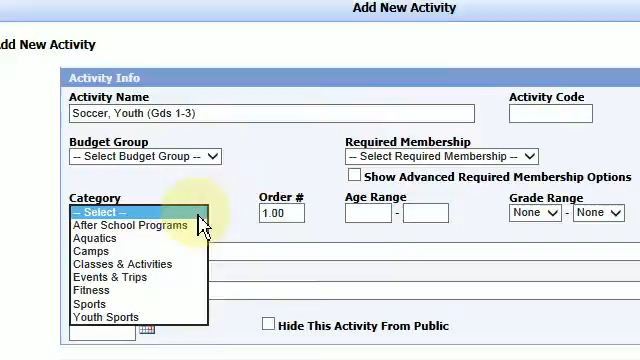 Add New Activity
dd New Activity
Activity Info
Activity Name Activity Code
Soccer, Youth (Gds 1-3)
Budget Group Required Membership
-- Select Budget Group -- -- Select Required Membership --
Show Advanced Required Membership Options
Category Order # Age Range Grade Range
-- Select -- 1.00 - None - None
After School Programs
Aquatics
Camps
Classes & Activities
Events & Trips
Fitness
Sports
Youth Sports
Hide This Activity From Public